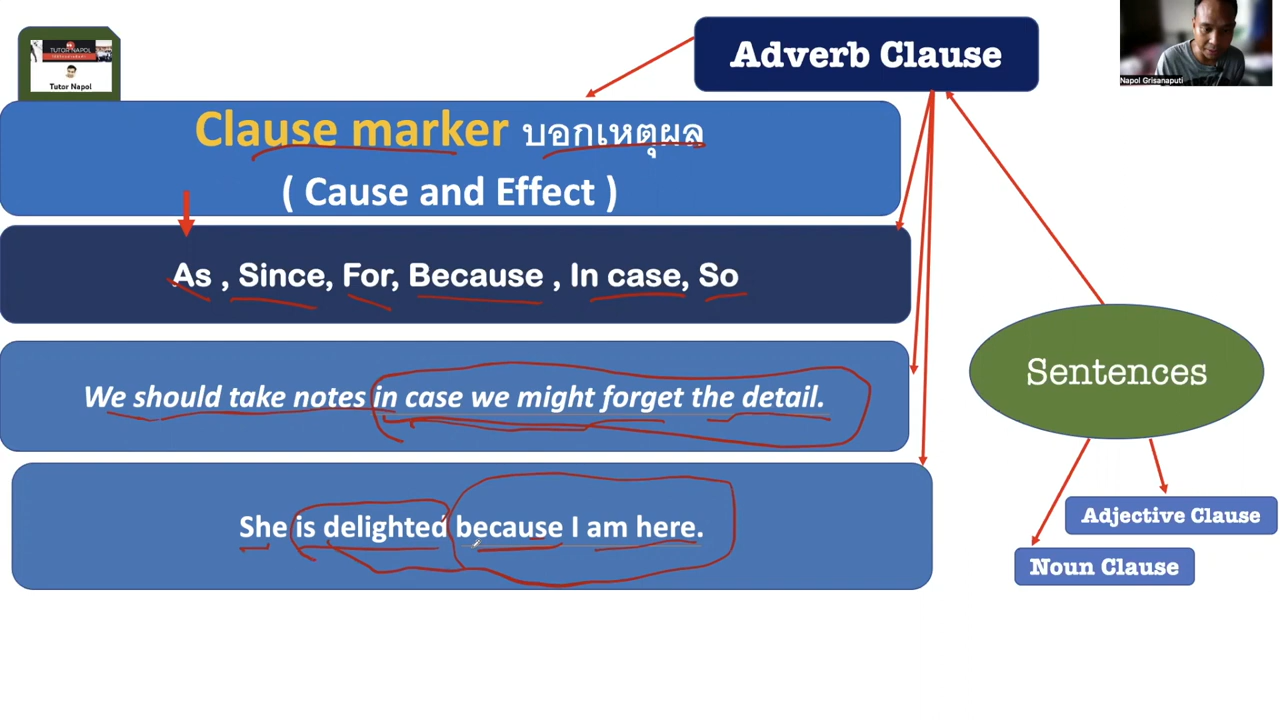 TUTOR NAPOL
Tutor Napol
Adverb Clause
Napol Grisanaputi
Clause marker บอกเหตุผล
( Cause and Effect )
As , Since, For, Because , In case, So
We should take notes in case we might forget the detail.
She is delighted because I am here.
Sentences
Adjective Clause
Noun Clause